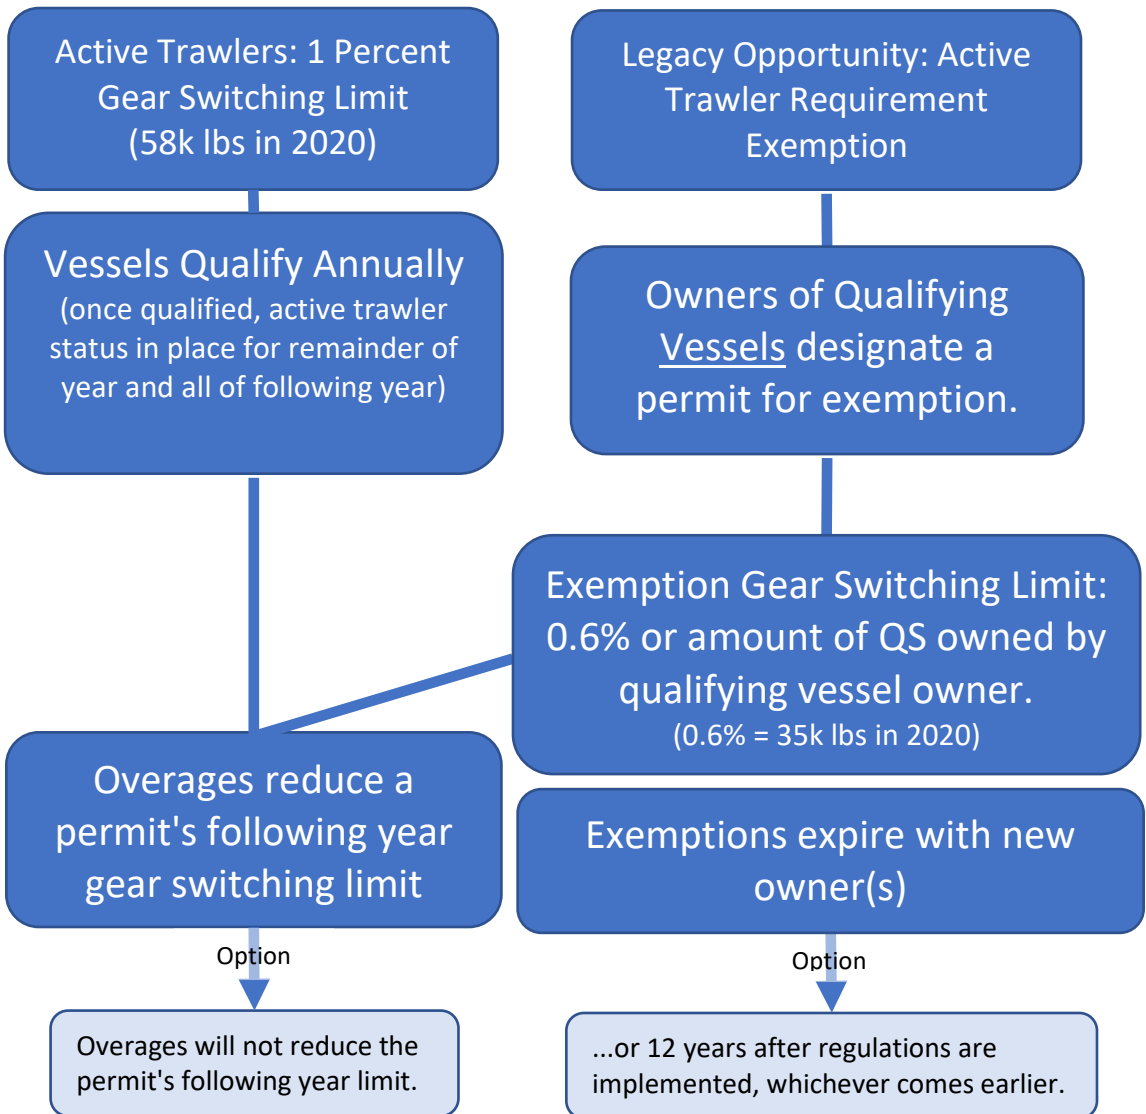 Active Trawlers: 1 Percent
Gear Switching Limit
(58k lbs in 2020)
Vessels Qualify Annually
(once qualified, active trawler
status in place for remainder of
year and all of following year)
Legacy Opportunity: Active
Trawler Requirement
Exemption
Owners of Qualifying
Vessels designate a
permit for exemption.
Exemption Gear Switching Limit:
0.6% or amount of QS owned by
qualifying vessel owner.
(0.6% = 35k lbs in 2020)
Overages reduce a
permit's following year
gear switching limit
Option
Overages will not reduce the
permit's following year limit.
Exemptions expire with new
owner(s)
Option
...or 12 years after regulations are
implemented, whichever comes earlier.